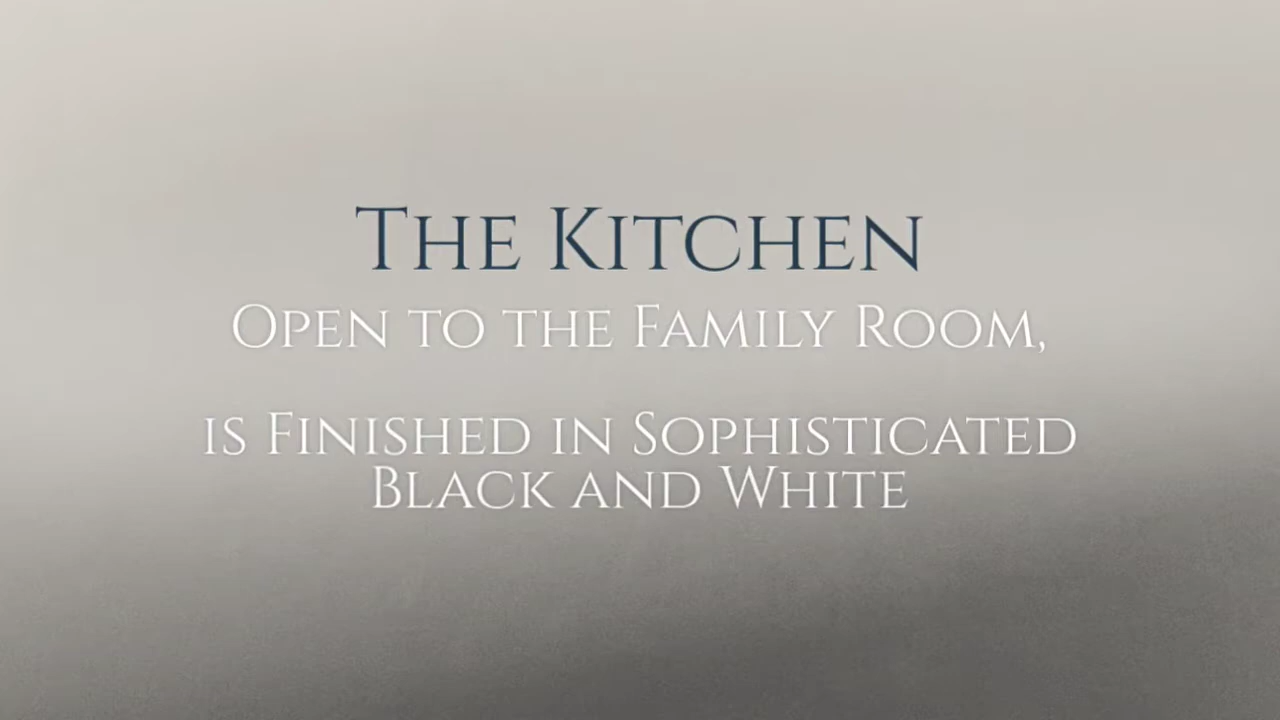 The Kitchen
Open to the Family Room,
is Finished in Sophisticated
Black and White